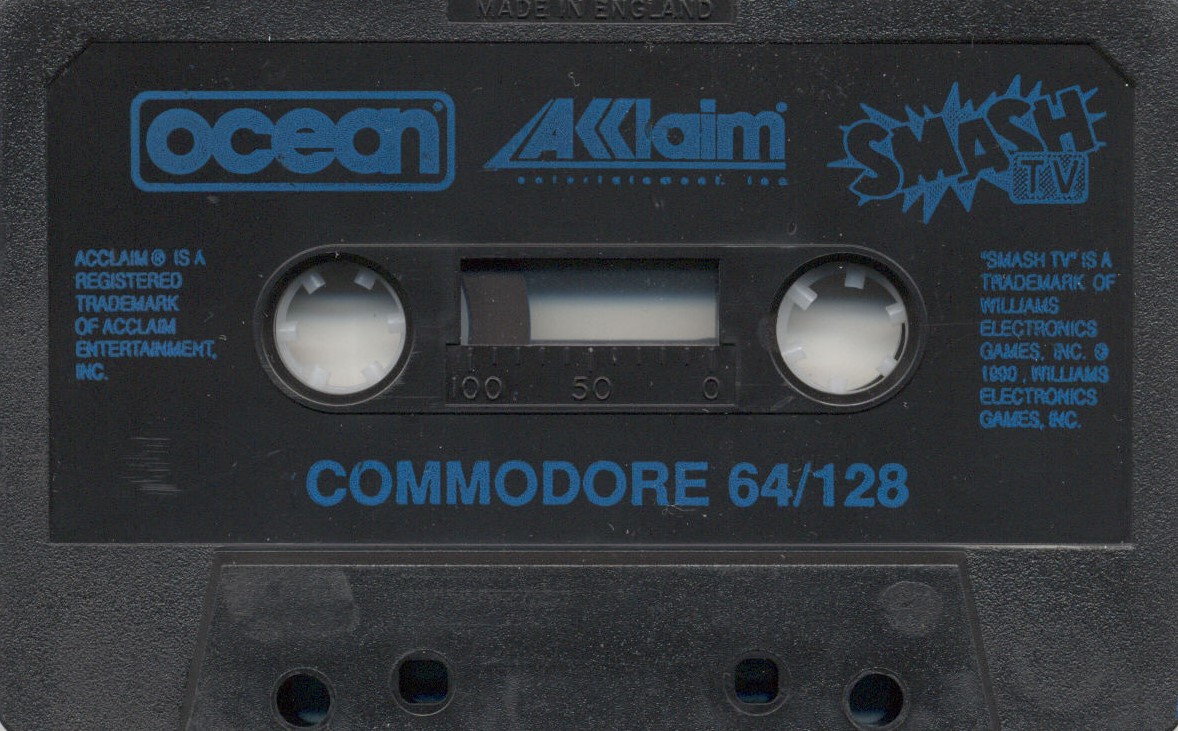 MADE IN ENGLAND
ocean®
AKKlaim®
entertainment, inc.
SMASH
TV
ACCLAIM ® IS A
REGISTERED
TRADEMARK
OF ACCLAIM
ENTERTAINMENT,
INC.
100 50 0
"SMASH TV" IS A
TRADEMARK OF
WILLIAMS
ELECTRONICS
GAMES, INC. ©
1990 , WILLIAMS
ELECTRONICS
GAMES, INC.
COMMODORE 64/128